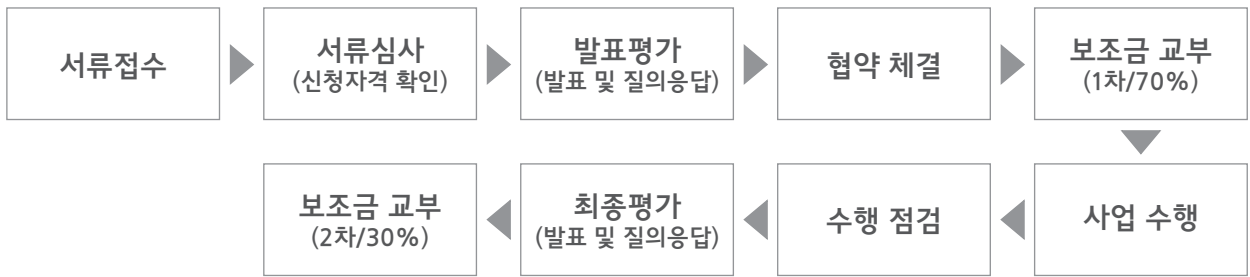 서류접수
서류심사
(신청자격 확인)
발표평가
(발표 및 질의응답)
협약 체결
보조금 교부
(1차/70%)
사업 수행
수행 점검
최종평가
(발표 및 질의응답)
보조금 교부
(2차/30%)